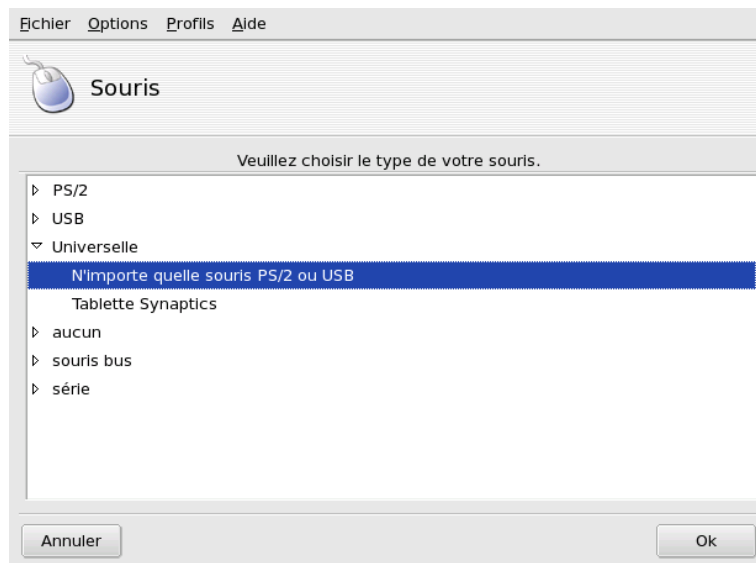 Fichier Options Profils Aide
Souris
Veuillez choisir le type de votre souris.
PS/2
USB
Universelle
N'importe quelle souris PS/2 ou USB
Tablette Synaptics
aucun
souris bus
série
Annuler Ok